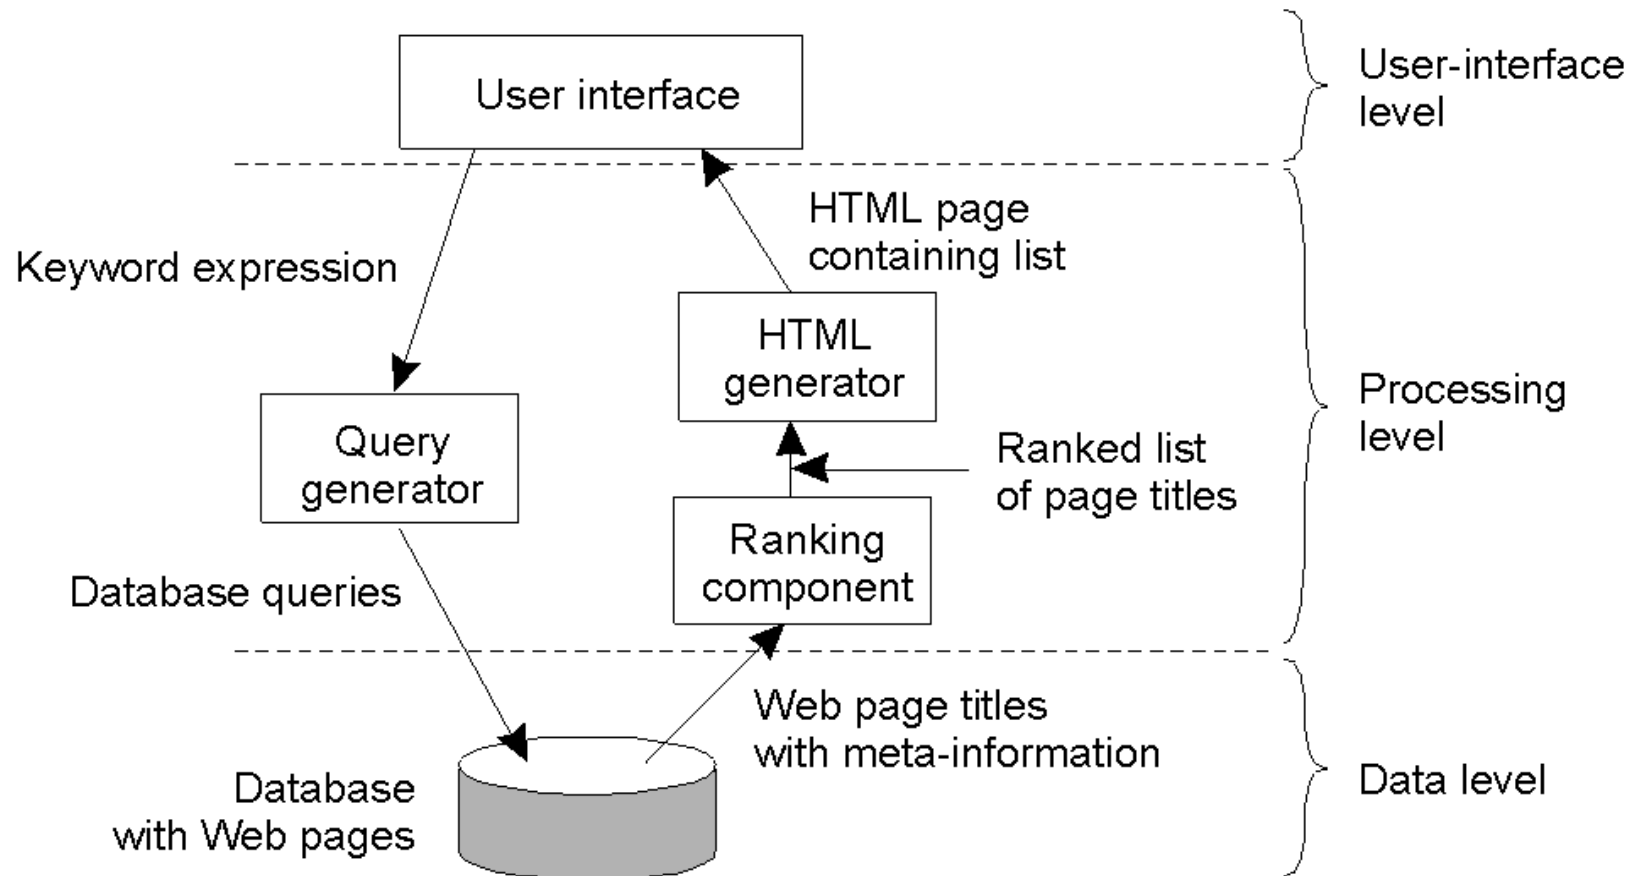 User interface
User-interface
level
HTML page
containing list
Keyword expression
HTML
generator
Processing
level
Query
generator
Ranked list
of page titles
Ranking
component
Database queries
Web page titles
with meta-information
Database
with Web pages
Data level